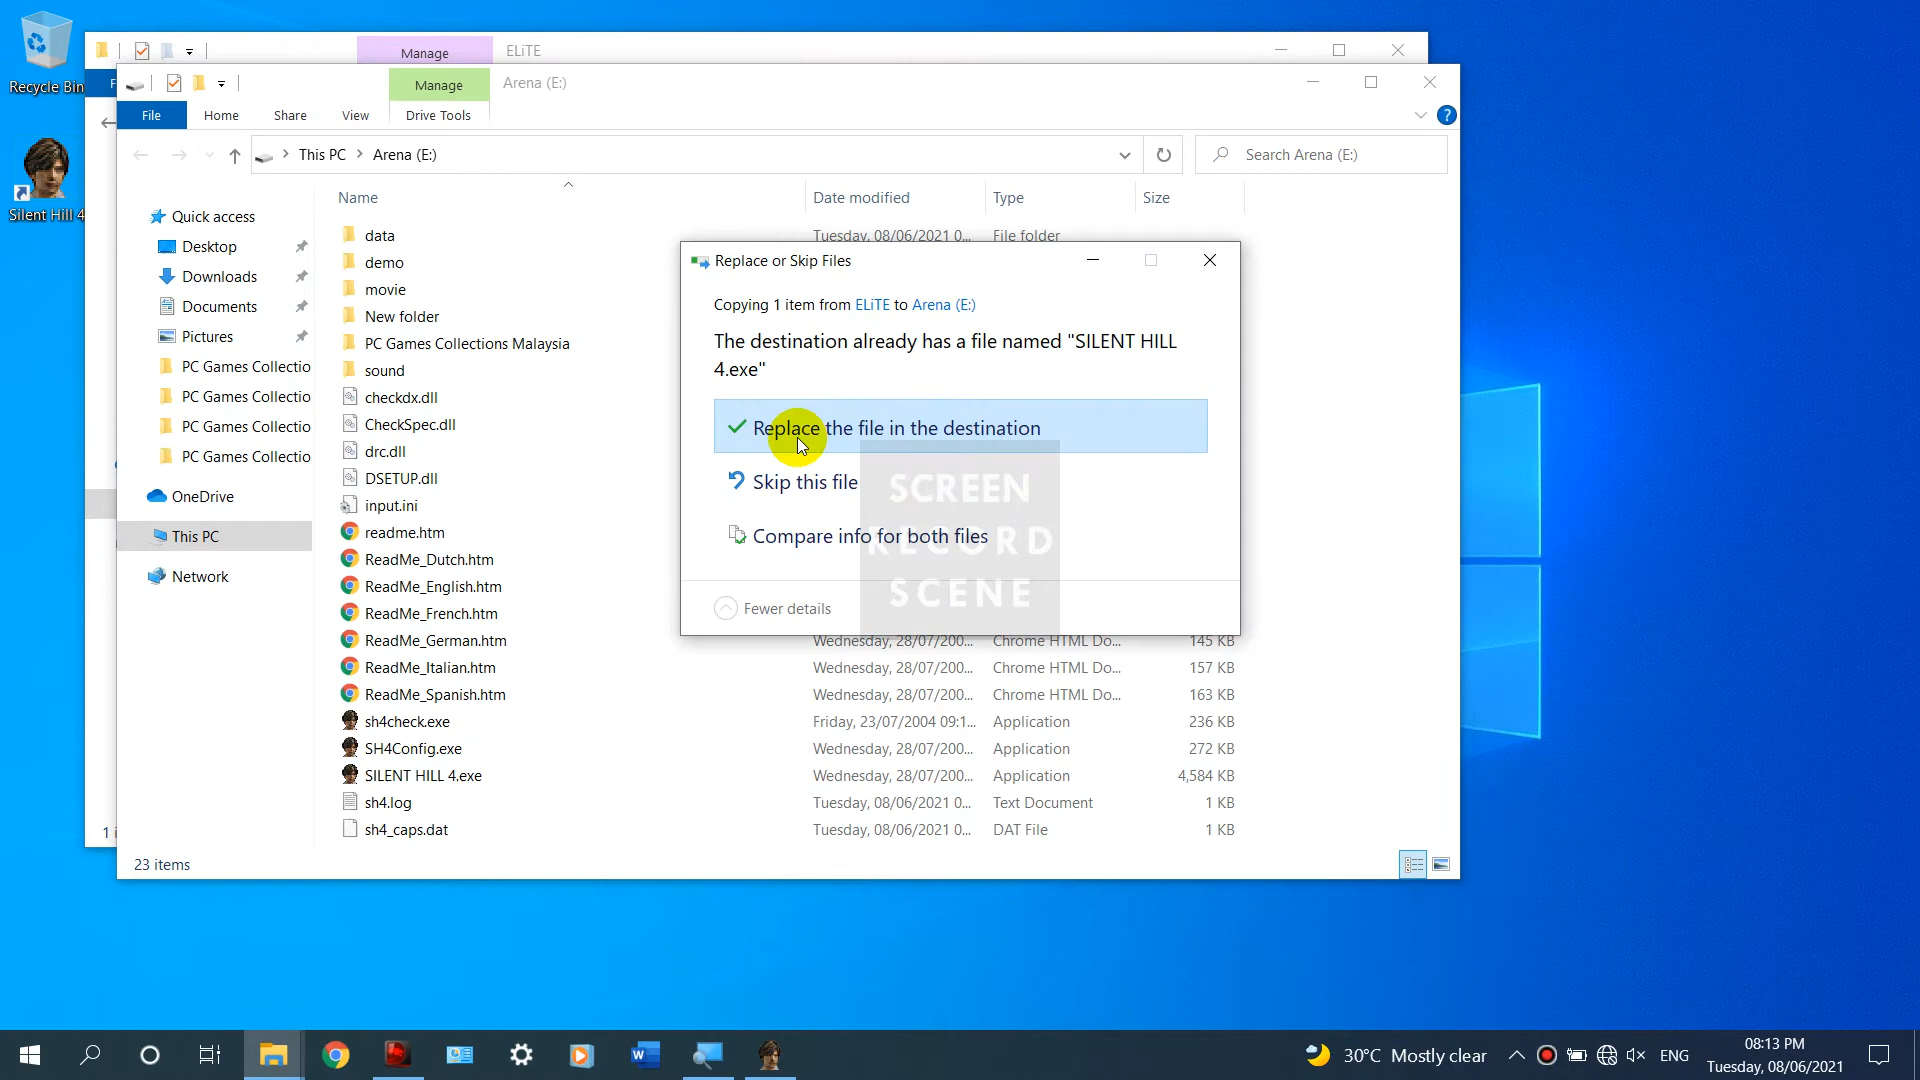 Recycle Bin
Silent Hill 4
Manage
ELiTE
Manage
Arena (E:)
File
Home
Share
View
Drive Tools
This PC
Arena (E:)
Search Arena (E:)
Name
Date modified
Type
Size
Quick access
Desktop
Downloads
Documents
Pictures
PC Games Collectio
PC Games Collectio
PC Games Collectio
PC Games Collectio
OneDrive
This PC
Network
data
Tuesday, 08/06/2021 0...
File folder
demo
movie
New folder
PC Games Collections Malaysia
sound
checkdx.dll
CheckSpec.dll
drc.dll
DSETUP.dll
input.ini
readme.htm
ReadMe_Dutch.htm
ReadMe_English.htm
ReadMe_French.htm
ReadMe_German.htm
Wednesday, 28/07/200...
Chrome HTML Do...
145 KB
ReadMe_Italian.htm
Wednesday, 28/07/200...
Chrome HTML Do...
157 KB
ReadMe_Spanish.htm
Wednesday, 28/07/200...
Chrome HTML Do...
163 KB
sh4check.exe
Friday, 23/07/2004 09:1...
Application
236 KB
SH4Config.exe
Wednesday, 28/07/200...
Application
272 KB
SILENT HILL 4.exe
Wednesday, 28/07/200...
Application
4,584 KB
sh4.log
Tuesday, 08/06/2021 0...
Text Document
1 KB
sh4_caps.dat
Tuesday, 08/06/2021 0...
DAT File
1 KB
23 items
Replace or Skip Files
Copying 1 item from ELiTE to Arena (E:)
The destination already has a file named "SILENT HILL
4.exe"
Replace the file in the destination
Skip this file
Compare info for both files
Fewer details
SCREEN
RECORD
SCENE
30°C Mostly clear
ENG
08:13 PM
Tuesday, 08/06/2021